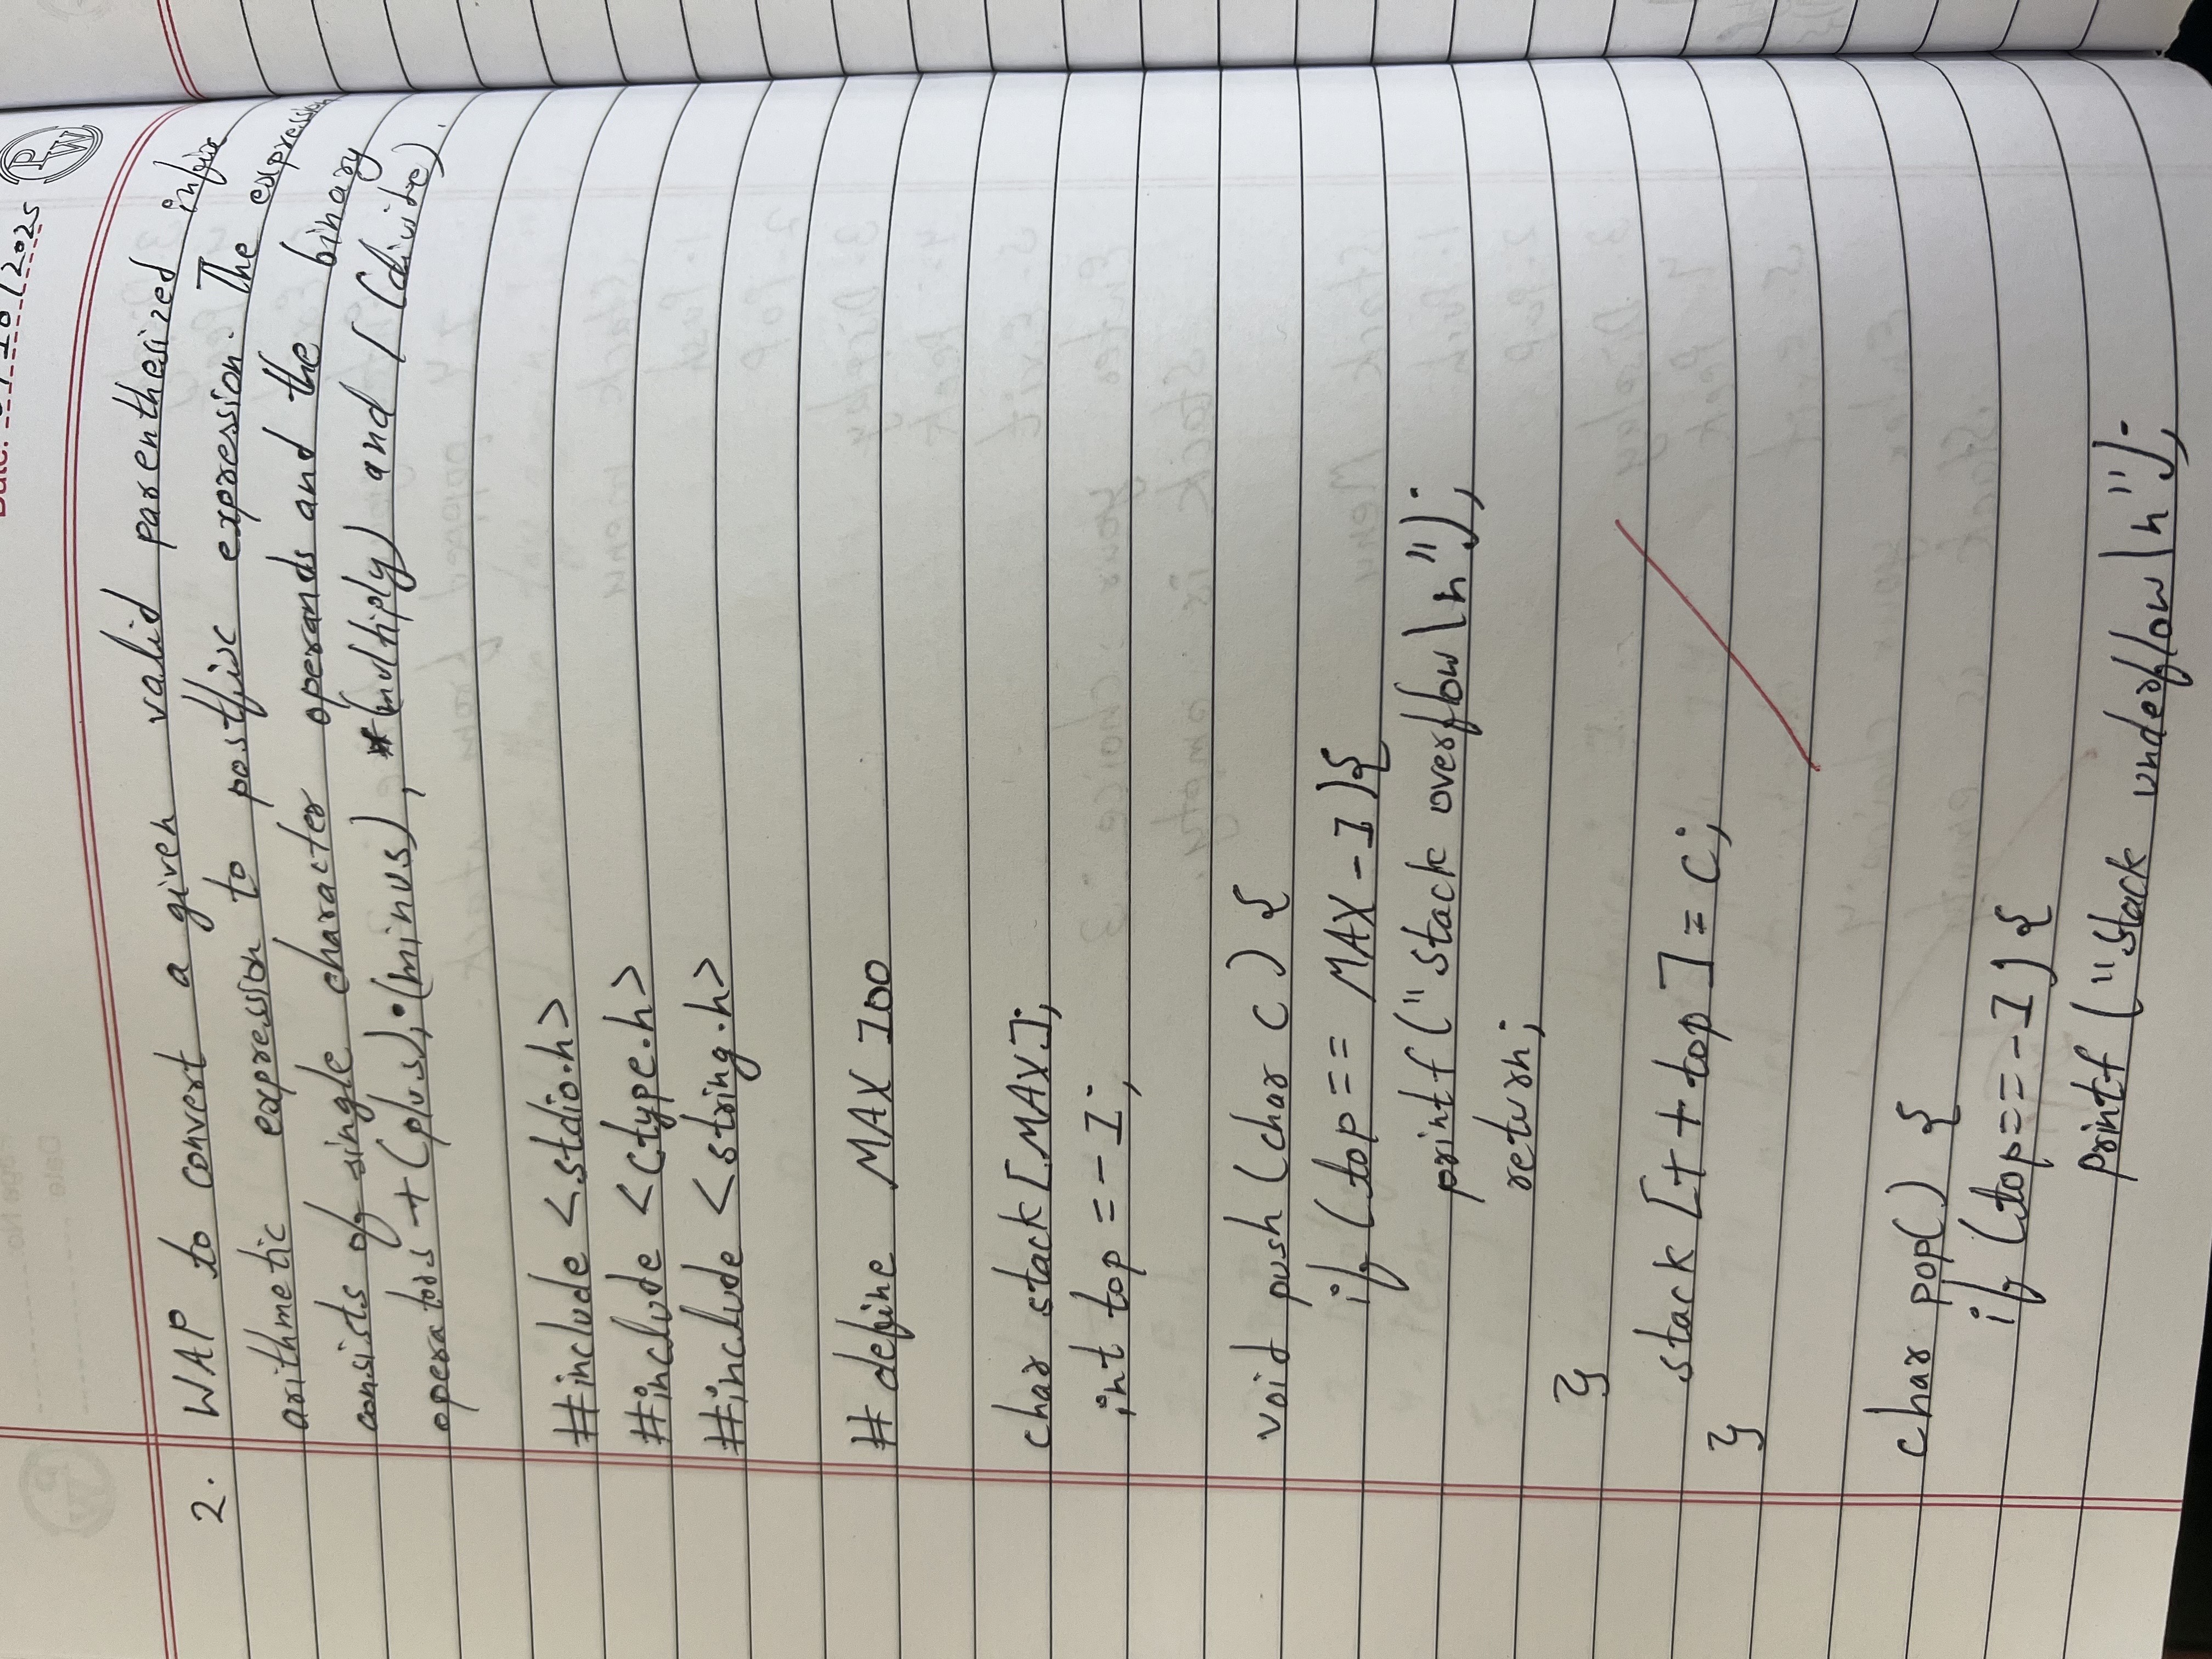 Date: /10/2025
PW
2. WAP to convert a given valid parenthesized infix
arithmetic expression to postfix expression. The expression
consists of single character operands and the binary
operators + (plus), - (minus), * (multiply) and / (divite).
#include <stdio.h>
#include <ctype.h>
#include <string.h>
# define MAX 100
char stack [MAX];
int top = -1;
void push (char c) {
if (top == MAX -1){
printf ("Stack overflow\n");
return;
}
stack [++top] = c;
}
char pop() {
if (top==-1) {
printf ("Stack underflow\n");